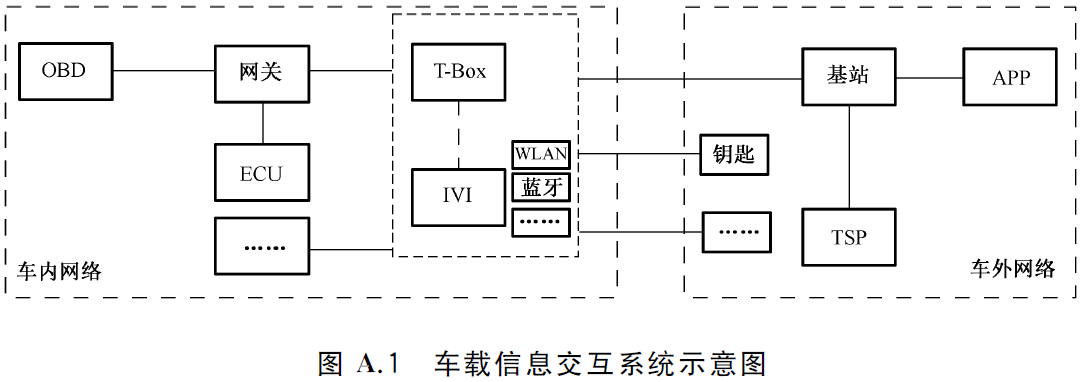 OBD
网关
T-Box
基站
APP
WLAN
钥匙
ECU
IVI
蓝牙
……
……
……
TSP
车内网络
车外网络
图 A.1 车载信息交互系统示意图